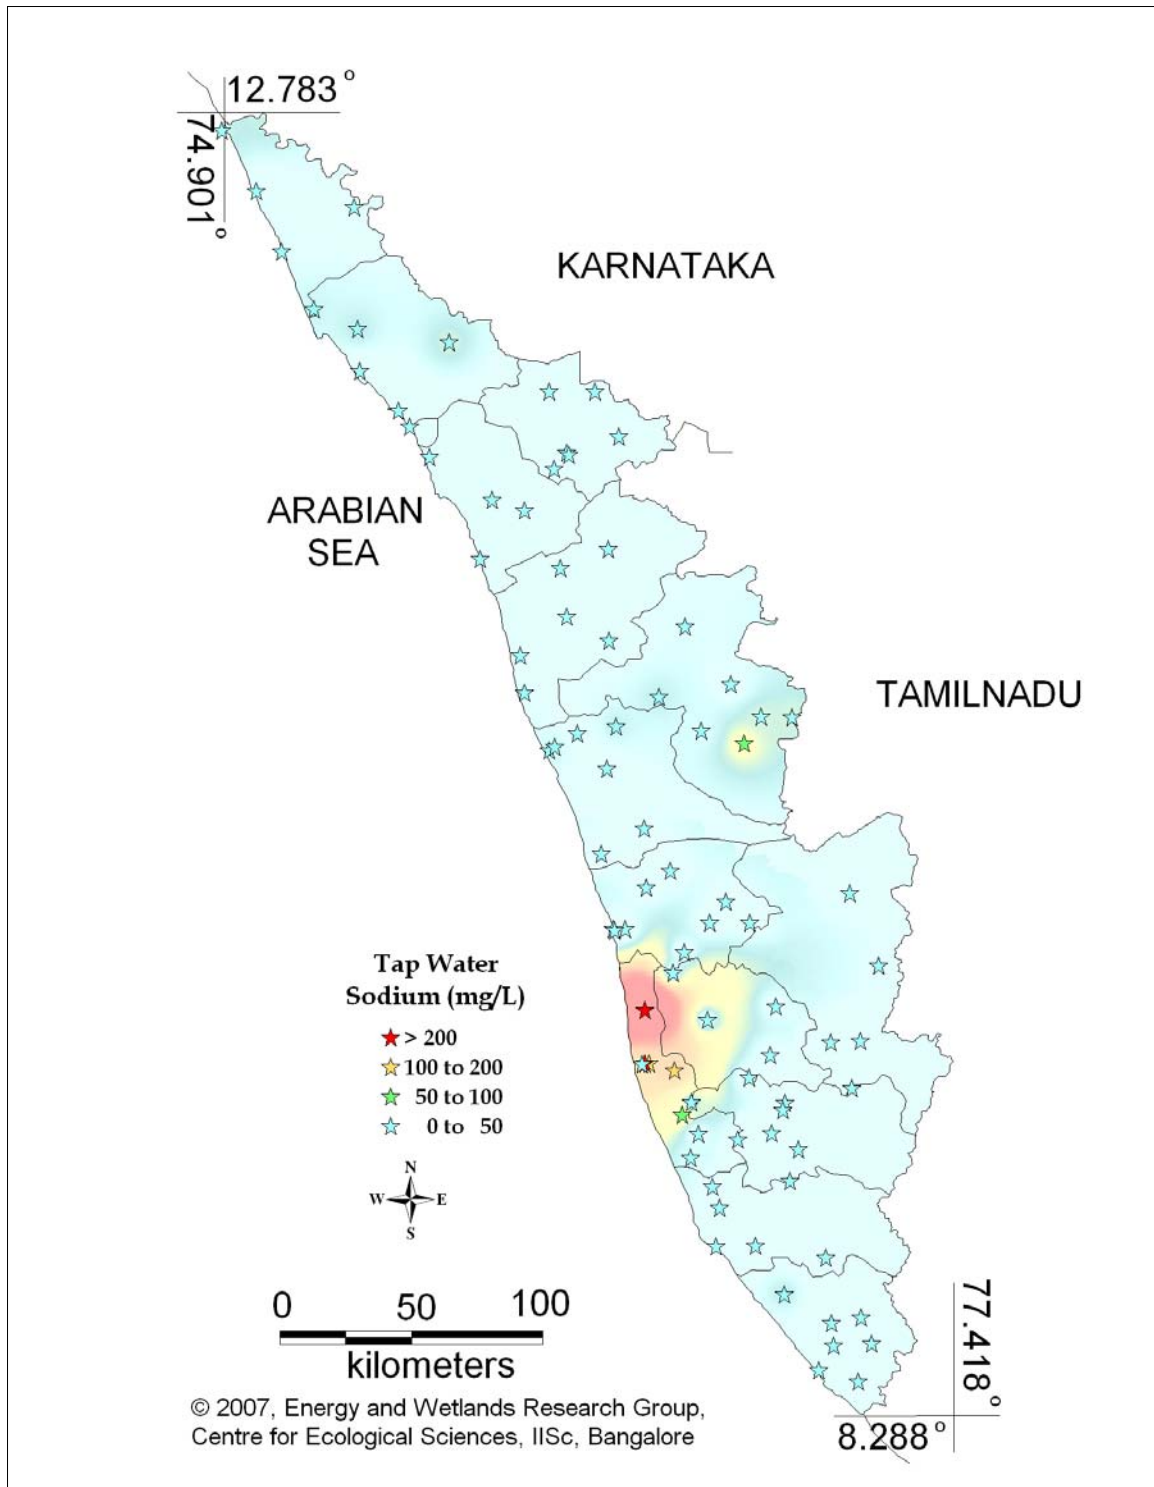 12.783°
74.901°
KARNATAKA
ARABIAN
SEA
TAMILNADU
Tap Water
Sodium (mg/L)
> 200
100 to 200
50 to 100
0 to 50
N
W E
S
0 50 100
kilometers
77.418°
8.288°
© 2007, Energy and Wetlands Research Group,
Centre for Ecological Sciences, IISc, Bangalore